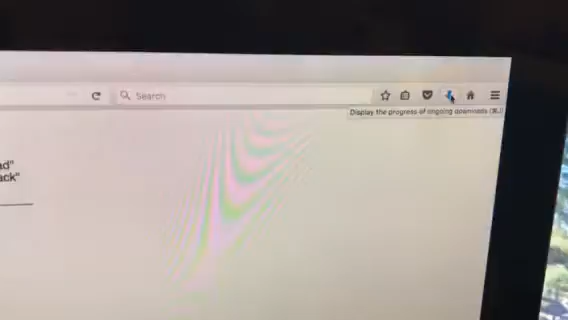 Search
Display the progress of ongoing downloads (⌘J)
ad"
ack"